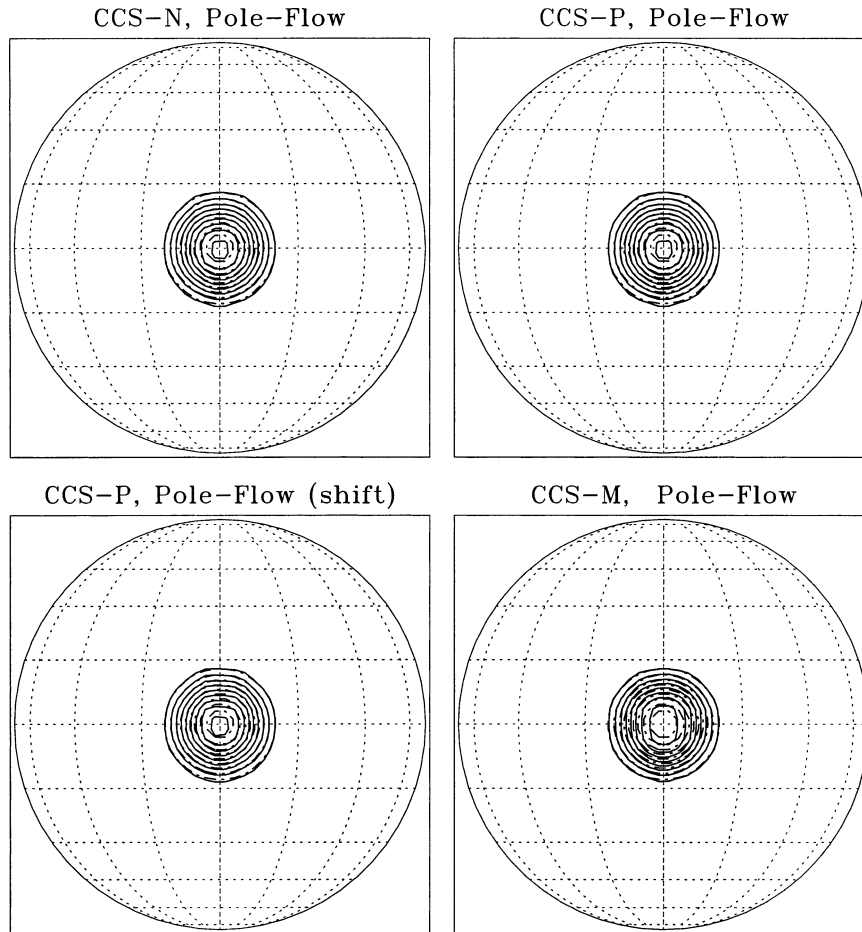 CCS-N, Pole-Flow
CCS-P, Pole-Flow
CCS-P, Pole-Flow (shift)
CCS-M, Pole-Flow